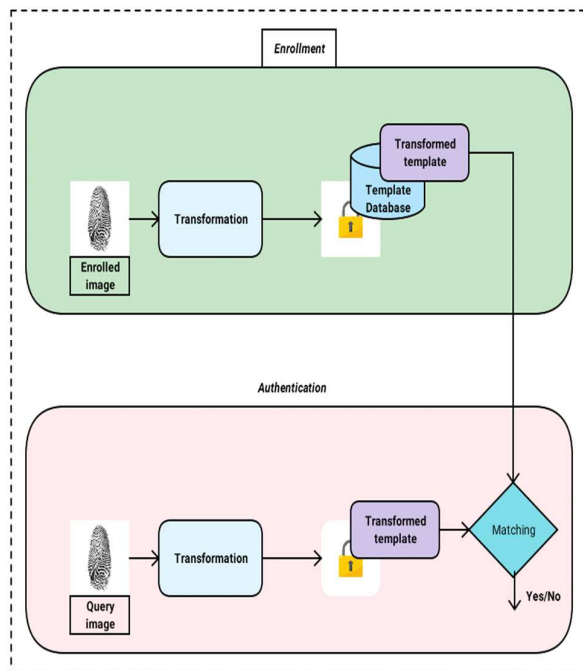 Enrollment
Transformed
template
Template
Database
Transformation
Enrolled
image
Authentication
Transformed
template
Transformation
Matching
Query
image
Yes/No